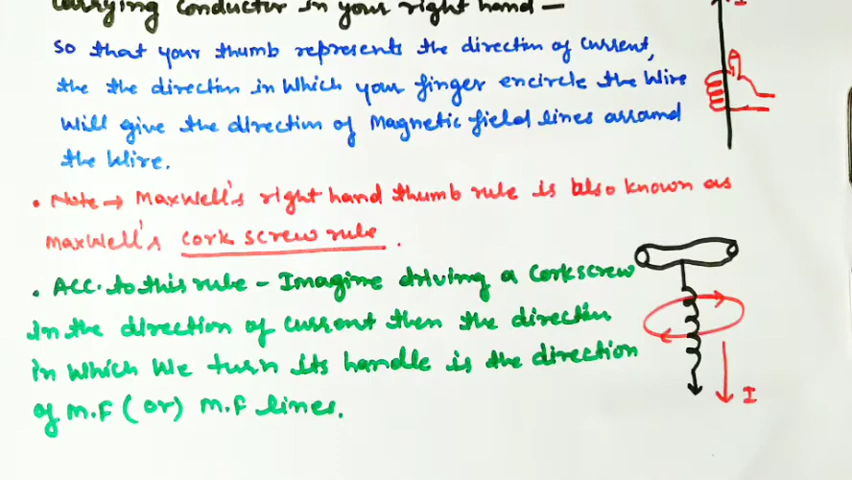 carrying conductor in your right hand -
so that your thumb represents the direction of current,
the the direction in which your finger encircle the wire
will give the direction of Magnetic field lines around
the wire.
• Note → Maxwell's right hand thumb rule is also known as
maxwell's cork screw rule.
• Acc. to this rule - Imagine driving a corkscrew
In the direction of current then the direction
in which we turn its handle is the direction
of M.F (or) M.F lines.
I